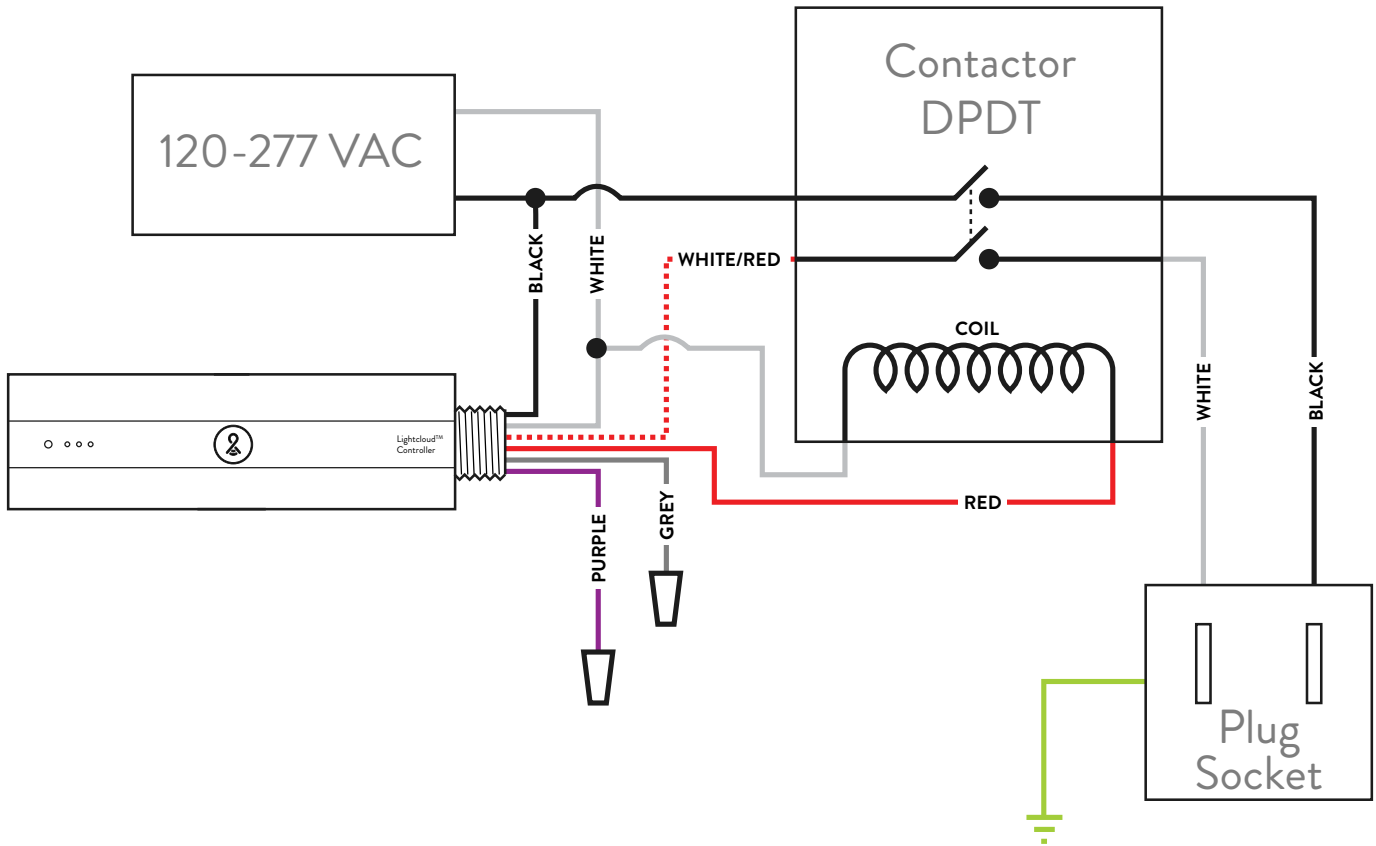 Contactor
DPDT
120-277 VAC
BLACK
WHITE
WHITE/RED
COIL
WHITE
BLACK
Lightcloud™
Controller
RED
GREY
PURPLE
Plug
Socket